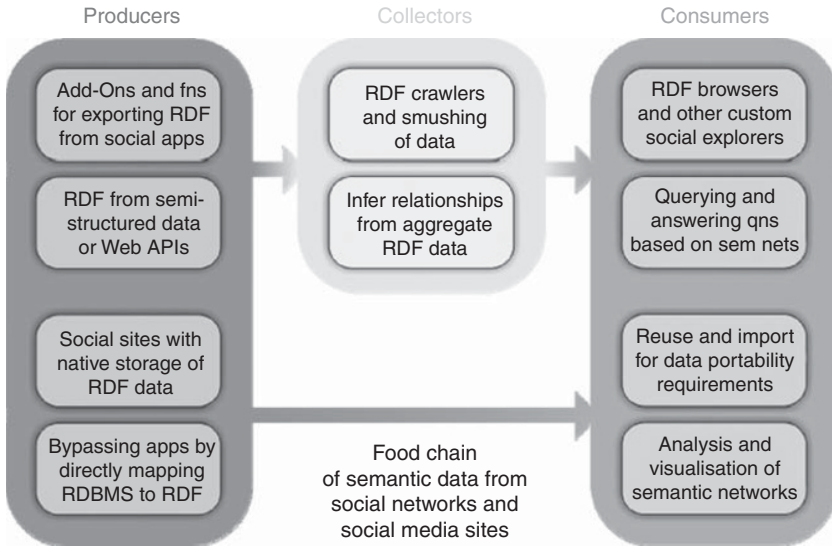 Producers
Collectors
Consumers
Add-Ons and fns
for exporting RDF
from social apps
RDF from semi-
structured data
or Web APIs
Social sites with
native storage of
RDF data
Bypassing apps by
directly mapping
RDBMS to RDF
RDF crawlers
and smushing
of data
Infer relationships
from aggregate
RDF data
RDF browsers
and other custom
social explorers
Querying and
answering qns
based on sem nets
Reuse and import
for data portability
requirements
Analysis and
visualisation of
semantic networks
Food chain
of semantic data from
social networks and
social media sites